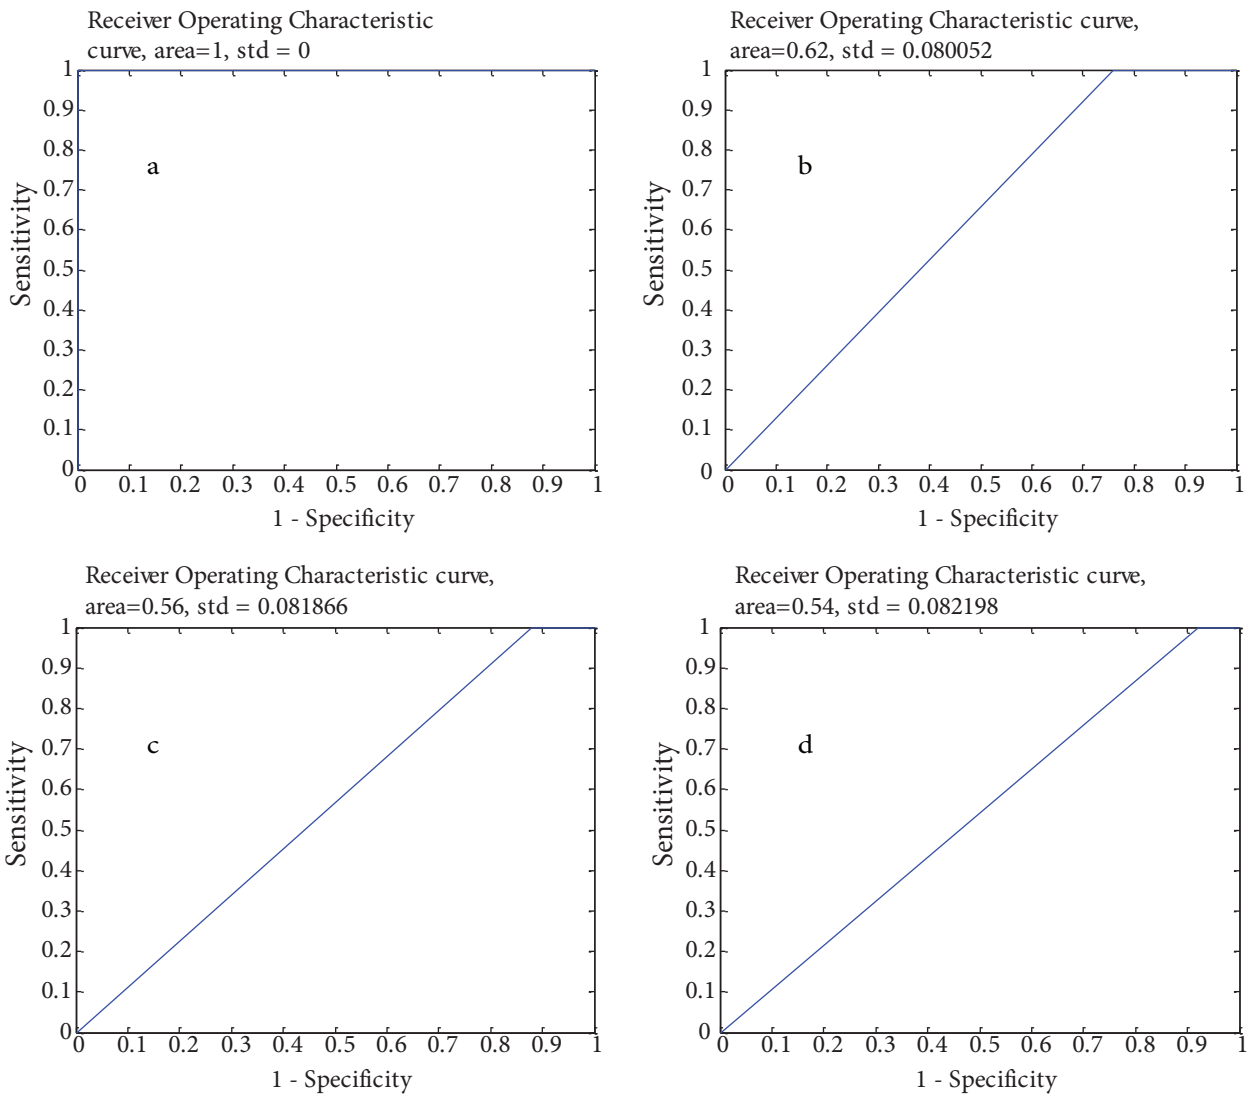 Receiver Operating Characteristic
curve, area=1, std = 0
1
0.9
0.8
0.7
0.6
0.5
0.4
0.3
0.2
0.1
0
Sensitivity
a
0 0.1 0.2 0.3 0.4 0.5 0.6 0.7 0.8 0.9 1
1 - Specificity
Receiver Operating Characteristic curve,
area=0.62, std = 0.080052
1
0.9
0.8
0.7
0.6
0.5
0.4
0.3
0.2
0.1
0
Sensitivity
b
0 0.1 0.2 0.3 0.4 0.5 0.6 0.7 0.8 0.9 1
1 - Specificity
Receiver Operating Characteristic curve,
area=0.56, std = 0.081866
1
0.9
0.8
0.7
0.6
0.5
0.4
0.3
0.2
0.1
0
Sensitivity
c
0 0.1 0.2 0.3 0.4 0.5 0.6 0.7 0.8 0.9 1
1 - Specificity
Receiver Operating Characteristic curve,
area=0.54, std = 0.082198
1
0.9
0.8
0.7
0.6
0.5
0.4
0.3
0.2
0.1
0
Sensitivity
d
0 0.1 0.2 0.3 0.4 0.5 0.6 0.7 0.8 0.9 1
1 - Specificity